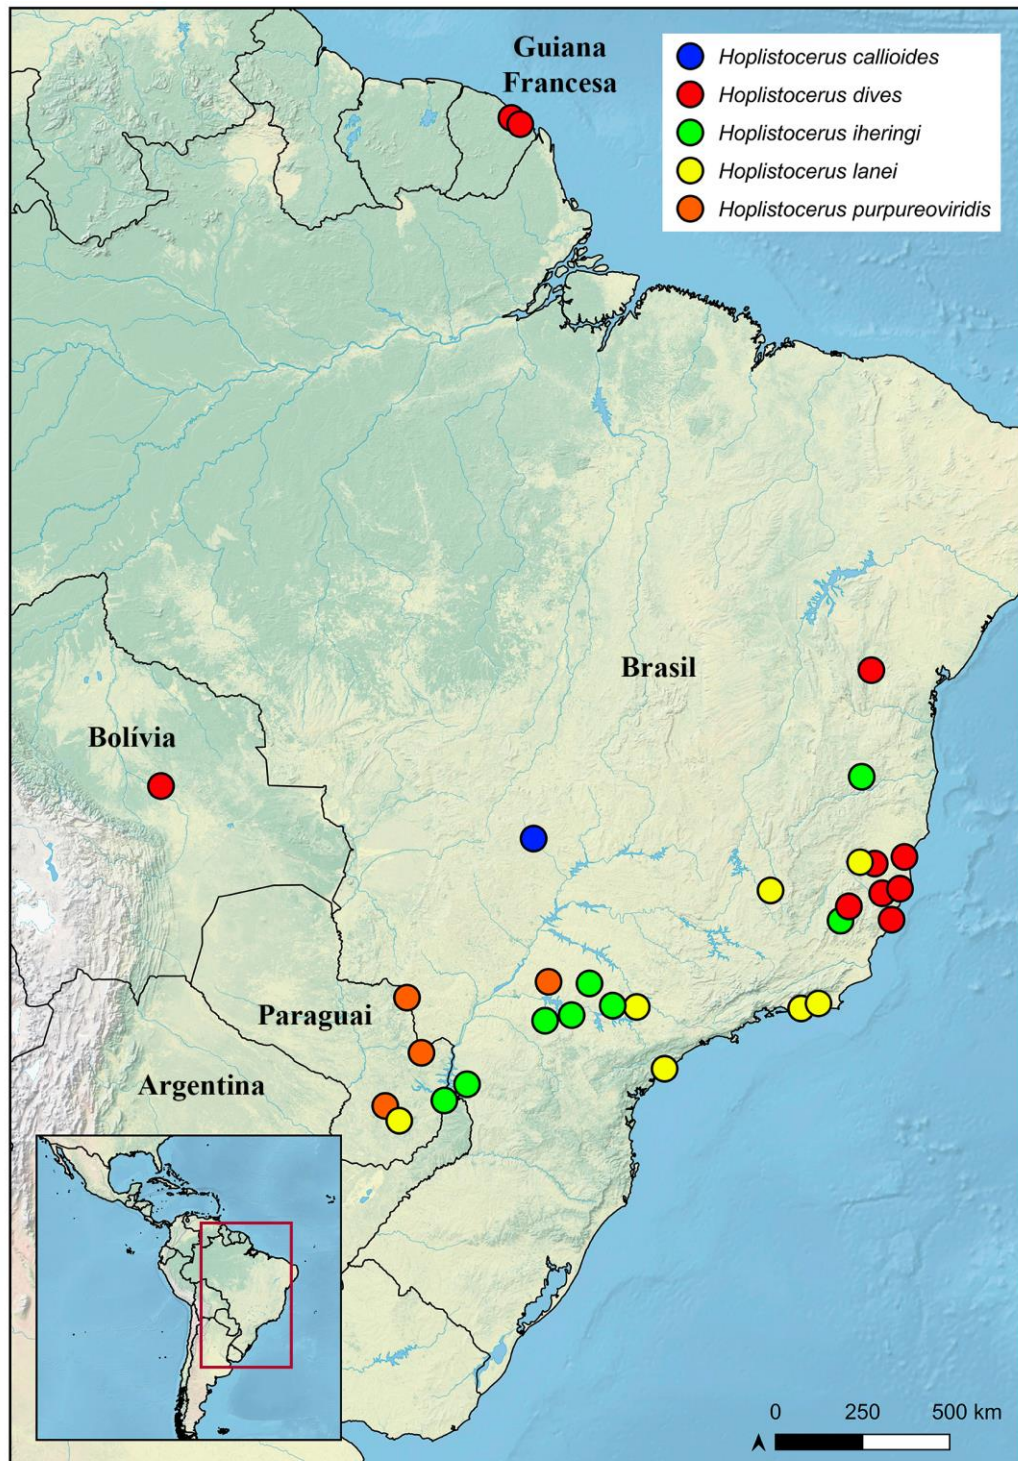 Guiana
Francesa
Hoplistocerus callioides
Hoplistocerus dives
Hoplistocerus iheringi
Hoplistocerus lanei
Hoplistocerus purpureoviridis
Brasil
Bolívia
Paraguai
Argentina
0 250 500 km